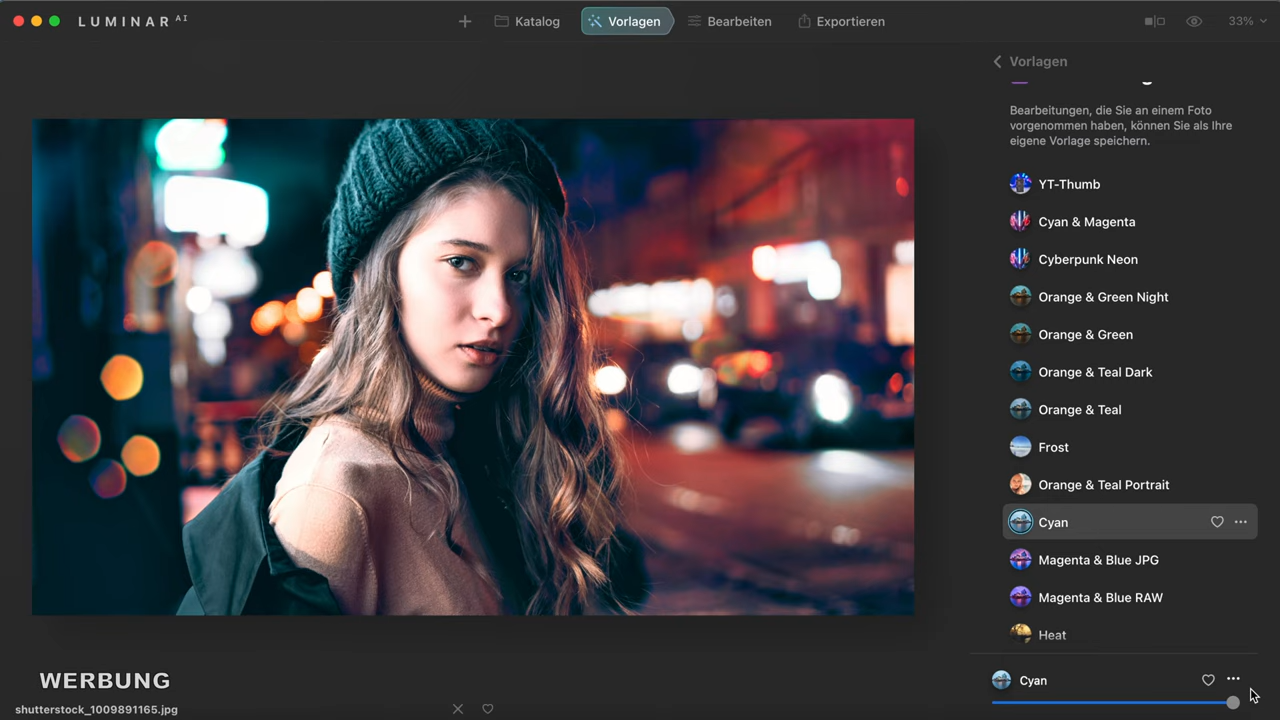 LUMINAR AI
Katalog
Vorlagen
Bearbeiten
Exportieren
33%
Vorlagen
Bearbeitungen, die Sie an einem Foto
vorgenommen haben, können Sie als Ihre
eigene Vorlage speichern.
YT-Thumb
Cyan & Magenta
Cyberpunk Neon
Orange & Green Night
Orange & Green
Orange & Teal Dark
Orange & Teal
Frost
Orange & Teal Portrait
Cyan
Magenta & Blue JPG
Magenta & Blue RAW
Heat
Cyan
WERBUNG
shutterstock_1009891165.jpg